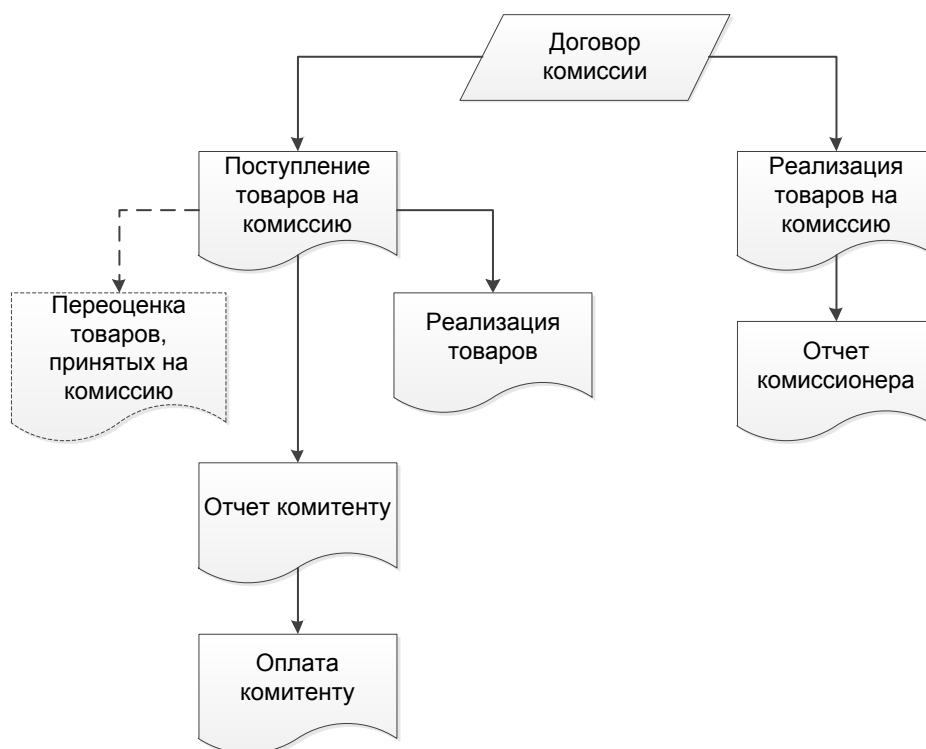 Договор
комиссии
Поступление
товаров на
комиссию
Реализация
товаров на
комиссию
Переоценка
товаров,
принятых на
комиссию
Реализация
товаров
Отчет
комиссионера
Отчет комитенту
Оплата
комитенту